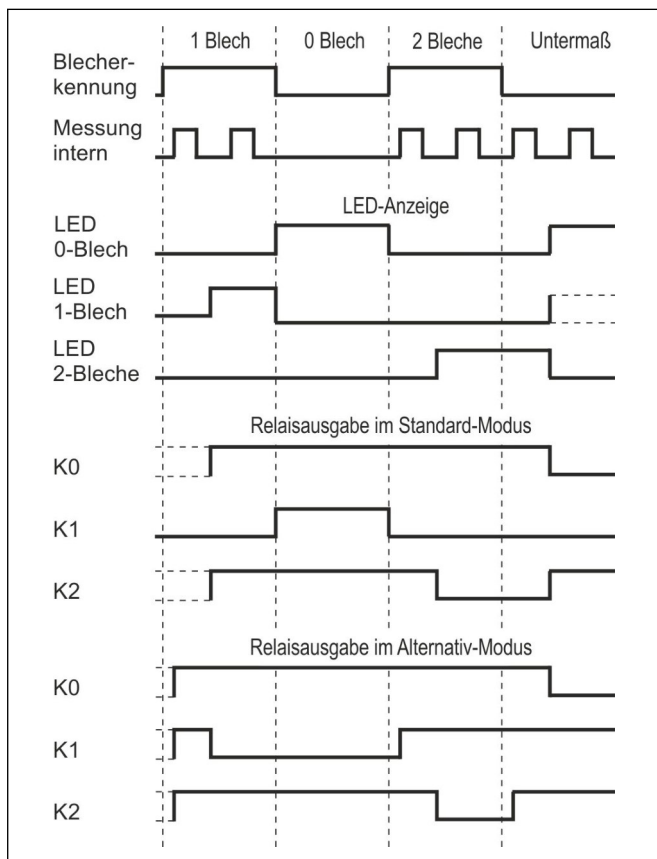 1 Blech 0 Blech 2 Bleche Untermaß
Blecher-
kennung
Messung
intern
LED-Anzeige
LED
0-Blech
LED
1-Blech
LED
2-Bleche
Relaisausgabe im Standard-Modus
K0
K1
K2
Relaisausgabe im Alternativ-Modus
K0
K1
K2